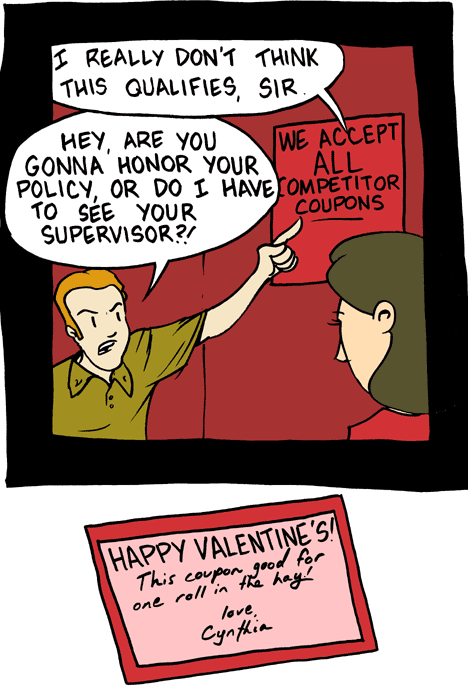 I REALLY DON'T THINK
THIS QUALIFIES, SIR.
HEY, ARE YOU
GONNA HONOR YOUR
POLICY, OR DO I HAVE
TO SEE YOUR
SUPERVISOR?!
WE ACCEPT
ALL
COMPETITOR
COUPONS
HAPPY VALENTINE'S!
This coupon good for
one roll in the hay!
love,
Cynthia